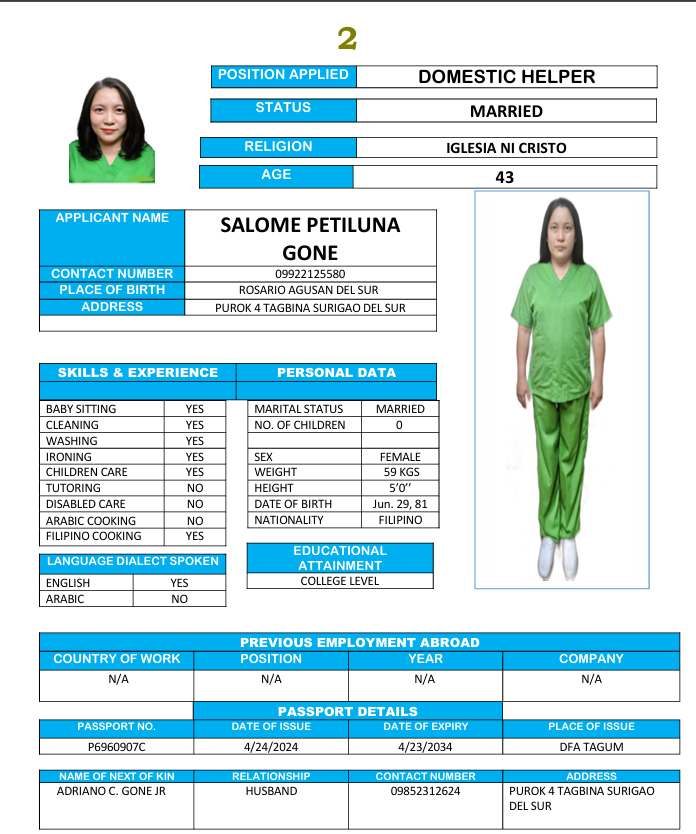 2
POSITION APPLIED DOMESTIC HELPER
STATUS MARRIED
RELIGION IGLESIA NI CRISTO
AGE 43
APPLICANT NAME SALOME PETILUNA
GONE
CONTACT NUMBER 09922125580
PLACE OF BIRTH ROSARIO AGUSAN DEL SUR
ADDRESS PUROK 4 TAGBINA SURIGAO DEL SUR
SKILLS & EXPERIENCE PERSONAL DATA
BABY SITTING YES MARITAL STATUS MARRIED
CLEANING YES NO. OF CHILDREN 0
WASHING YES
IRONING YES SEX FEMALE
CHILDREN CARE YES WEIGHT 59 KGS
TUTORING NO HEIGHT 5’0’’
DISABLED CARE NO DATE OF BIRTH Jun. 29, 81
ARABIC COOKING NO NATIONALITY FILIPINO
FILIPINO COOKING YES
LANGUAGE DIALECT SPOKEN
ENGLISH YES
ARABIC NO
EDUCATIONAL
ATTAINMENT
COLLEGE LEVEL
PREVIOUS EMPLOYMENT ABROAD
COUNTRY OF WORK POSITION YEAR COMPANY
N/A N/A N/A N/A
PASSPORT DETAILS
PASSPORT NO. DATE OF ISSUE DATE OF EXPIRY PLACE OF ISSUE
P6960907C 4/24/2024 4/23/2034 DFA TAGUM
NAME OF NEXT OF KIN RELATIONSHIP CONTACT NUMBER ADDRESS
ADRIANO C. GONE JR HUSBAND 09852312624 PUROK 4 TAGBINA SURIGAO
DEL SUR